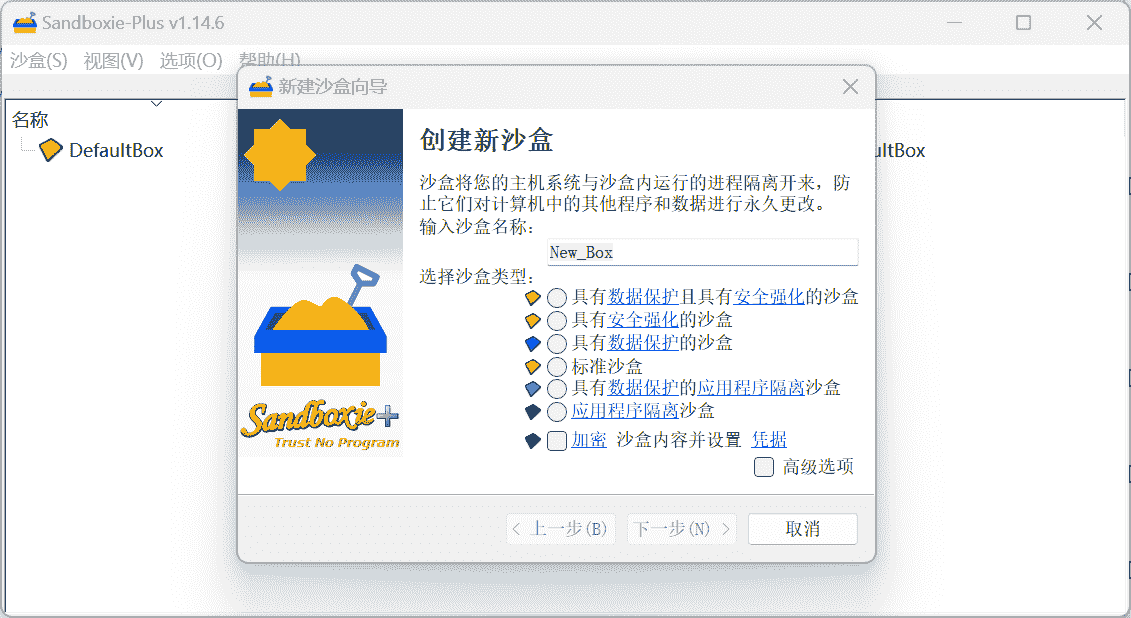 Sandboxie-Plus v1.14.6
沙盒(S) 视图(V) 选项(O) 帮助(H)
名称
DefaultBox
ultBox
新建沙盒向导
创建新沙盒
沙盒将您的主机系统与沙盒内运行的进程隔离开来，防
止它们对计算机中的其他程序和数据进行永久更改。
输入沙盒名称：
New_Box
选择沙盒类型：
具有数据保护且具有安全强化的沙盒
具有安全强化的沙盒
具有数据保护的沙盒
标准沙盒
具有数据保护的应用程序隔离沙盒
应用程序隔离沙盒
加密 沙盒内容并设置 凭据
高级选项
Sandboxie+
Trust No Program
< 上一步(B) 下一步(N) > 取消